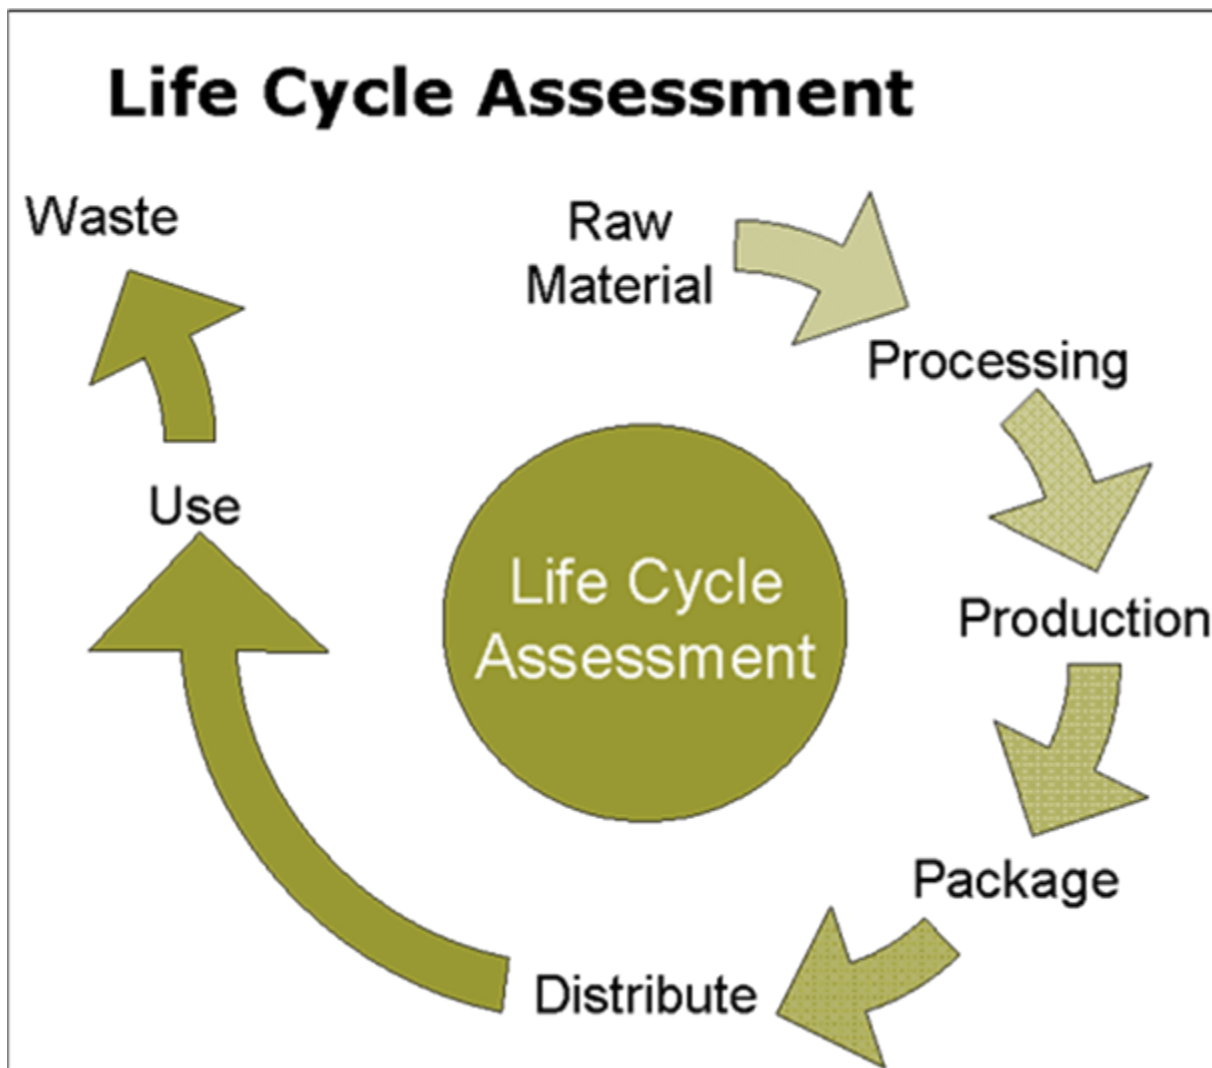 Life Cycle Assessment
Waste
Raw
Material
Processing
Use
Life Cycle
Assessment
Production
Package
Distribute